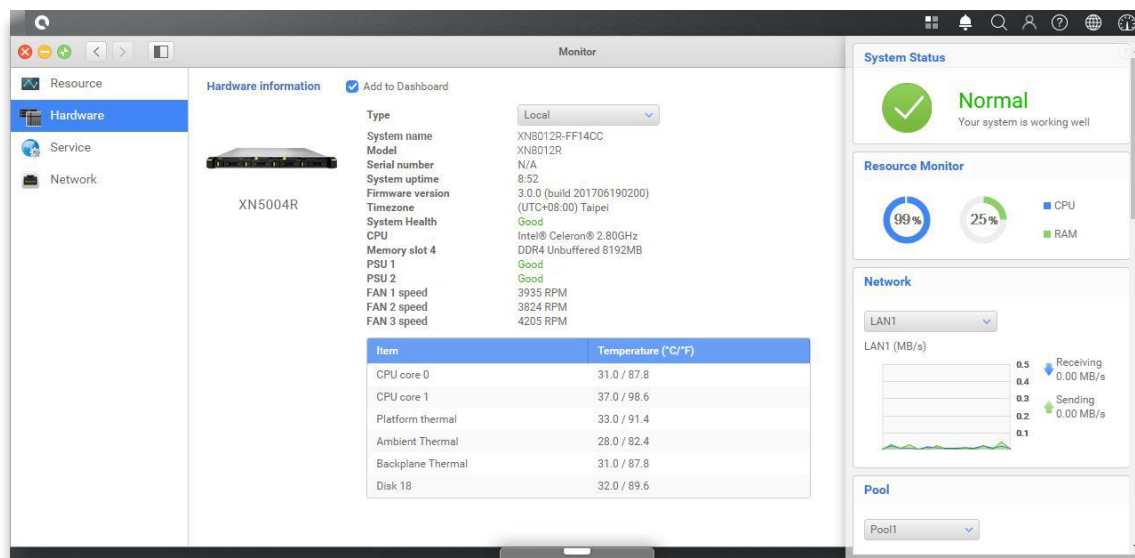 Monitor
Resource
Hardware
Service
Network
Hardware information
Add to Dashboard
XN5004R
Type Local
System name XN8012R-FF14CC
Model XN8012R
Serial number N/A
System uptime 8:52
Firmware version 3.0.0 (build 201706190200)
Timezone (UTC+08:00) Taipei
System Health Good
CPU Intel® Celeron® 2.80GHz
Memory slot 4 DDR4 Unbuffered 8192MB
PSU 1 Good
PSU 2 Good
FAN 1 speed 3935 RPM
FAN 2 speed 3824 RPM
FAN 3 speed 4205 RPM
Item Temperature (°C/°F)
CPU core 0 31.0 / 87.8
CPU core 1 37.0 / 98.6
Platform thermal 33.0 / 91.4
Ambient Thermal 28.0 / 82.4
Backplane Thermal 31.0 / 87.8
Disk 18 32.0 / 89.6
System Status
Normal
Your system is working well
Resource Monitor
99%
25%
CPU
RAM
Network
LAN1
LAN1 (MB/s)
0.5
0.4
0.3
0.2
0.1
Receiving
0.00 MB/s
Sending
0.00 MB/s
Pool
Pool1